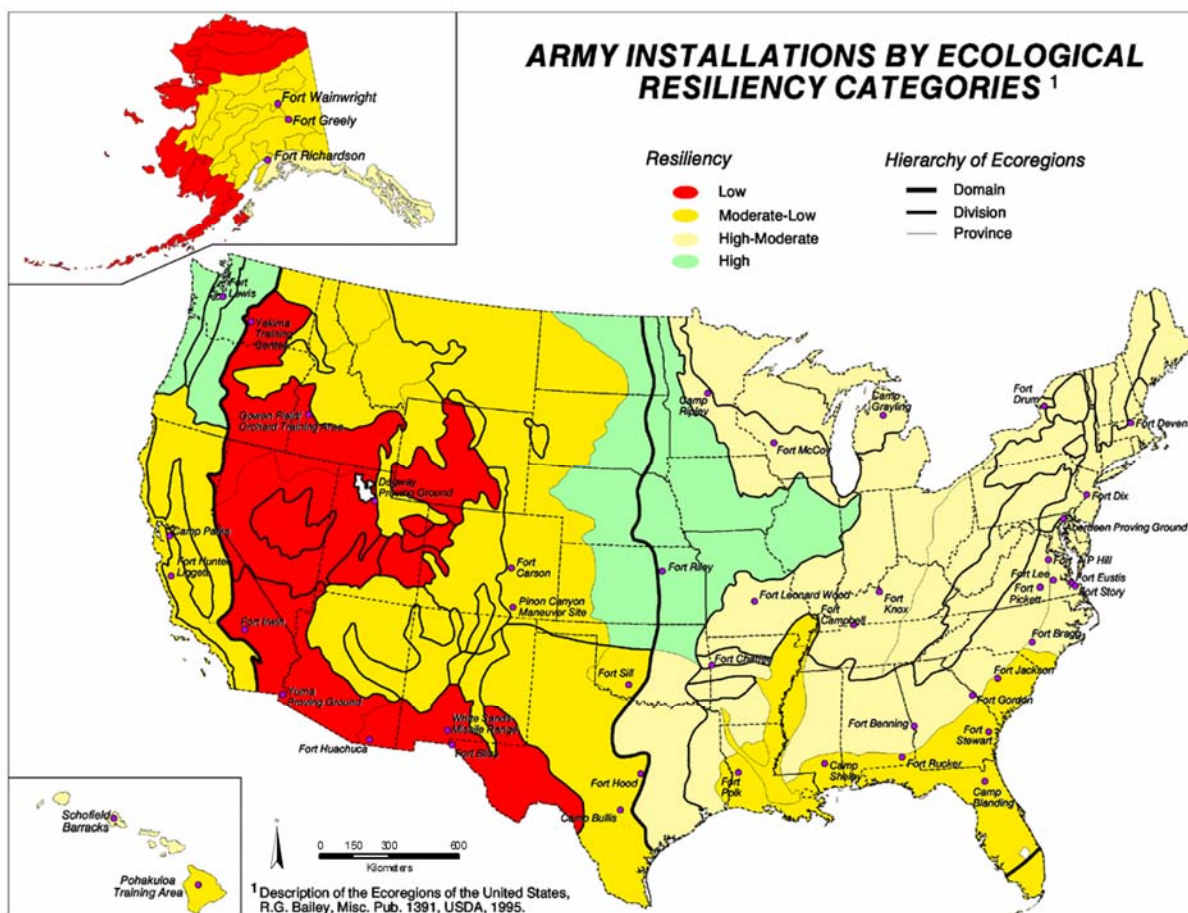 ARMY INSTALLATIONS BY ECOLOGICAL
RESILIENCY CATEGORIES 1
Resiliency
Low
Moderate-Low
High-Moderate
High
Hierarchy of Ecoregions
Domain
Division
Province
Fort Wainwright
Fort Greely
Fort Richardson
Fort
Lewis
Yakima
Training
Center
Gowan Field/
Orchard Training Area
Dugway
Proving Ground
Camp Parks
Fort Hunter
Liggett
Fort Irwin
Yuma
Proving Ground
Fort Huachuca
White Sands
Missile Range
Fort Bliss
Fort
Carson
Pinon Canyon
Maneuver Site
Fort Riley
Fort Sill
Fort Hood
Camp Bullis
Camp
Ripley
Fort McCoy
Camp
Grayling
Fort
Drum
Fort Deven
Fort Dix
Aberdeen Proving Ground
Fort A P Hill
Fort Lee
Fort Eustis
Fort Story
Fort
Pickett
Fort Bragg
Fort Leonard Wood
Fort
Knox
Fort
Campbell
Fort Chaffee
Fort Jackson
Fort Gordon
Fort Benning
Fort
Stewart
Fort Rucker
Camp
Shelby
Fort
Polk
Camp
Blanding
Schofield
Barracks
Pohakuloa
Training Area
N
0 150 300 600
Kilometers
1 Description of the Ecoregions of the United States,
R.G. Bailey, Misc. Pub. 1391, USDA, 1995.